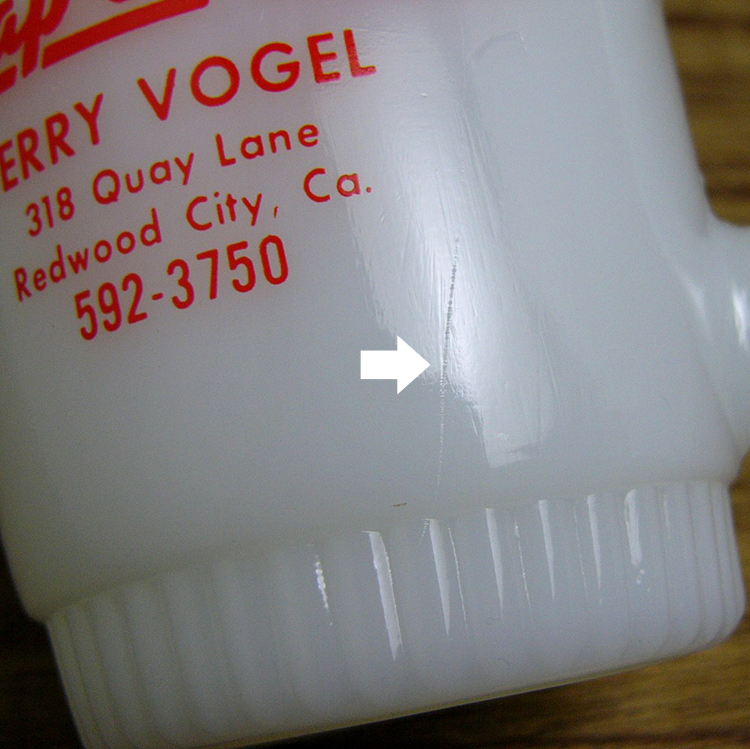 ERRY VOGEL
318 Quay Lane
Redwood City, Ca.
592-3750